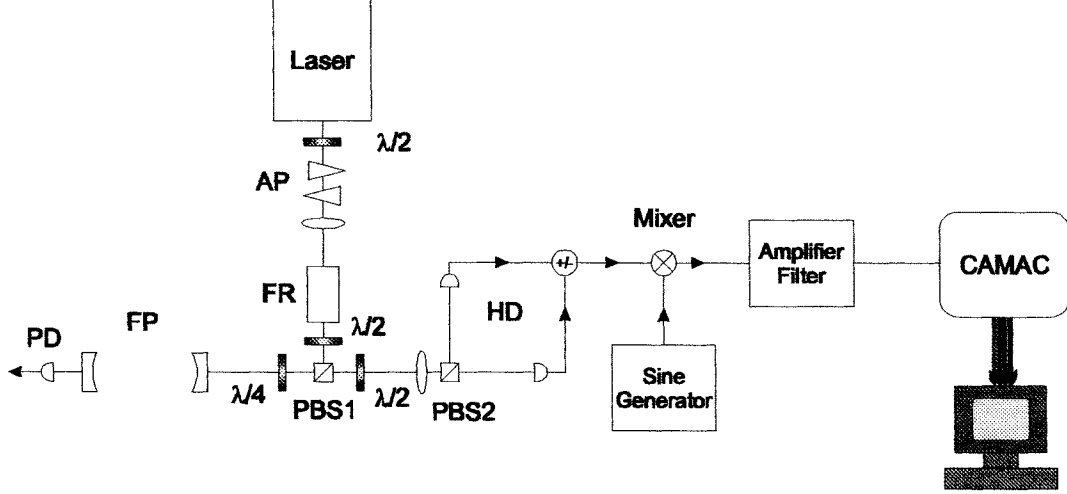 Laser
λ/2
AP
Mixer
+/-
Amplifier
Filter
CAMAC
FR
HD
λ/2
FP
PD
λ/4
PBS1
λ/2
PBS2
Sine
Generator